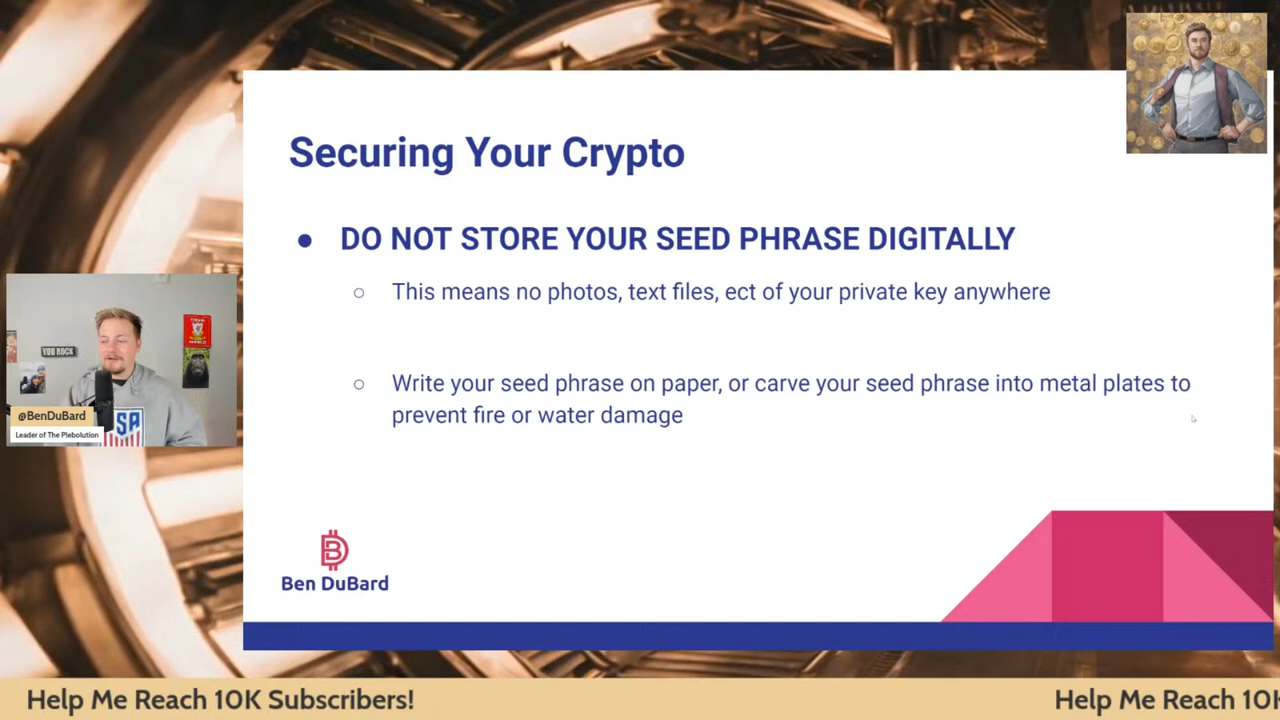 Securing Your Crypto
● DO NOT STORE YOUR SEED PHRASE DIGITALLY
○ This means no photos, text files, ect of your private key anywhere
○ Write your seed phrase on paper, or carve your seed phrase into metal plates to
prevent fire or water damage
YOU ROCK
@BenDuBard
Leader of The Plebolution
SA
Ben DuBard
Help Me Reach 10K Subscribers!
Help Me Reach 10K